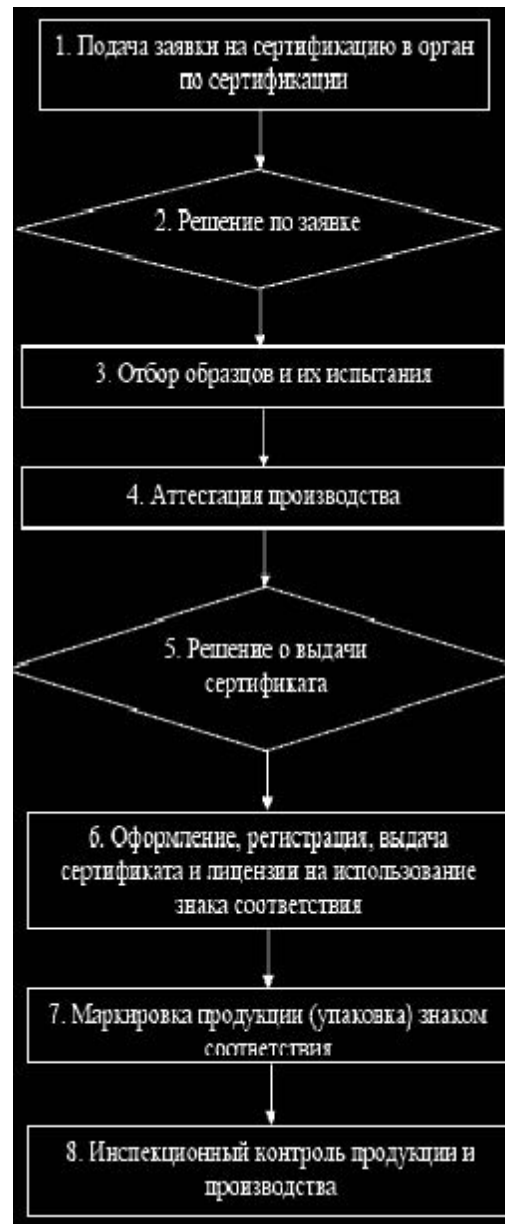 1. Подача заявки на сертификацию в орган
по сертификации
2. Решение по заявке
3. Отбор образцов и их испытания
4. Аттестация производства
5. Решение о выдачи
сертификата
6. Оформление, регистрация, выдача
сертификата и лицензии на использование
знака соответствия
7. Маркировка продукции (упаковка) знаком
соответствия
8. Инспекционный контроль продукции и
производства